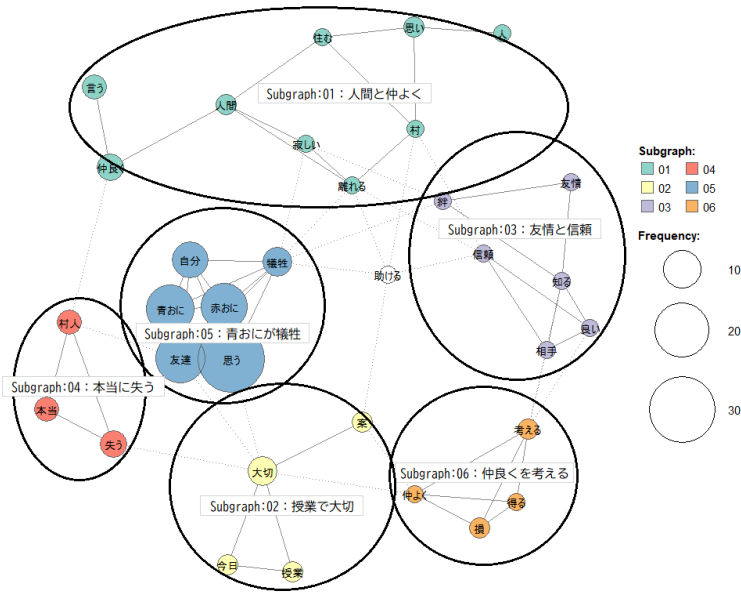 住む
思い
人
言う
人間
Subgraph:01：人間と仲よく
寂しい
村
仲良く
離れる
絆
友情
Subgraph:03：友情と信頼
信頼
知る
良い
相手
自分
犠牲
助ける
青おに
赤おに
Subgraph:05：青おにが犠牲
友達
思う
村人
Subgraph:04：本当に失う
本当
失う
案
大切
Subgraph:02：授業で大切
今日
授業
考える
Subgraph:06：仲良くを考える
仲よく
得る
損
Subgraph:
01 04
02 05
03 06
Frequency:
10
20
30